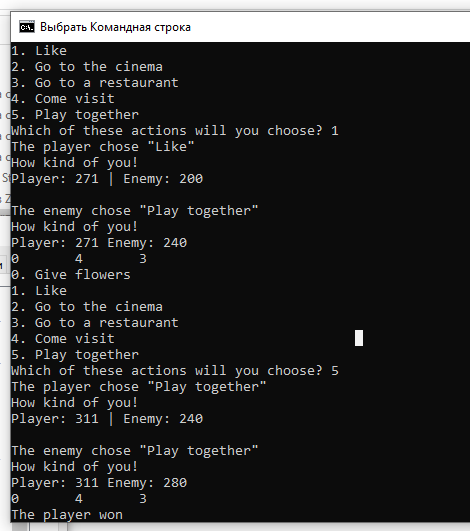 Выбрать Командная строка
1. Like
2. Go to the cinema
3. Go to a restaurant
4. Come visit
5. Play together
Which of these actions will you choose? 1
The player chose "Like"
How kind of you!
Player: 271 | Enemy: 200
The enemy chose "Play together"
How kind of you!
Player: 271 Enemy: 240
0 4 3
0. Give flowers
1. Like
2. Go to the cinema
3. Go to a restaurant
4. Come visit
5. Play together
Which of these actions will you choose? 5
The player chose "Play together"
How kind of you!
Player: 311 | Enemy: 240
The enemy chose "Play together"
How kind of you!
Player: 311 Enemy: 280
0 4 3
The player won